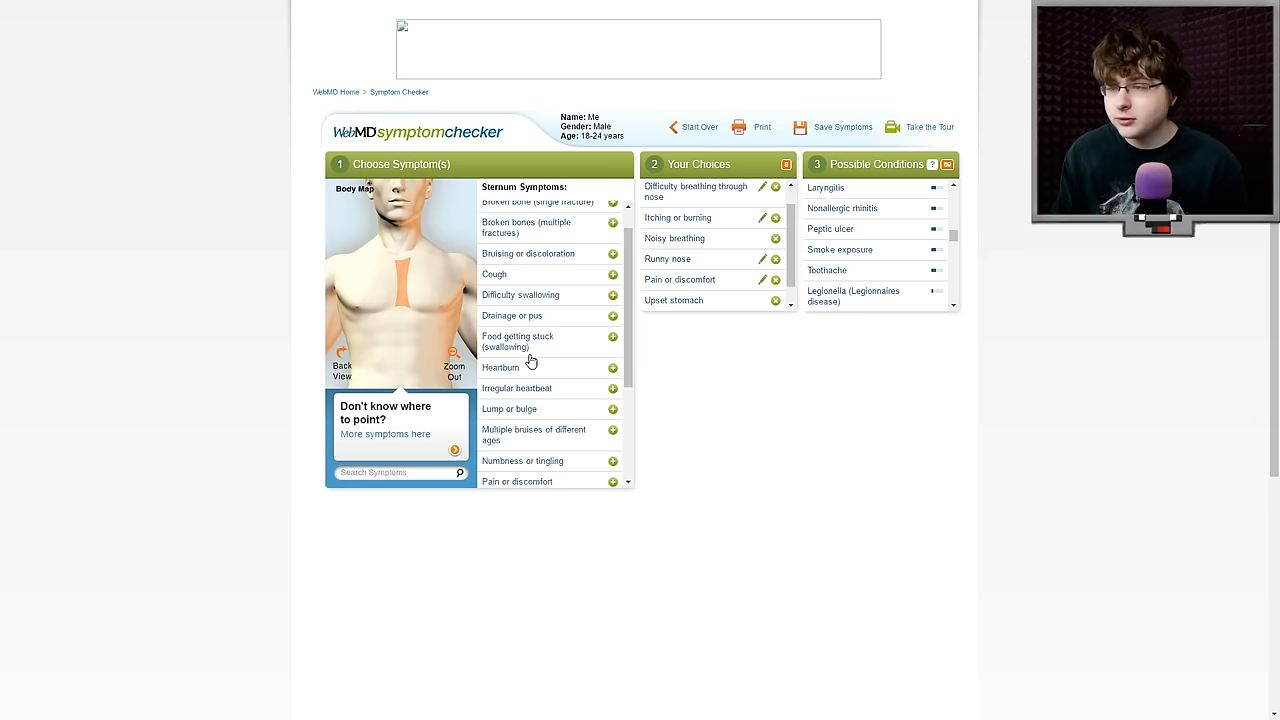 WebMD Home > Symptom Checker
WebMD symptomchecker
Name: Me
Gender: Male
Age: 18-24 years
Start Over
Print
Save Symptoms
Take the Tour
1 Choose Symptom(s)
Body Map
Back
View
Zoom
Out
Don't know where
to point?
More symptoms here
Search Symptoms
Sternum Symptoms:
Broken bone (single fracture)
Broken bones (multiple
fractures)
Bruising or discoloration
Cough
Difficulty swallowing
Drainage or pus
Food getting stuck
(swallowing)
Heartburn
Irregular heartbeat
Lump or bulge
Multiple bruises of different
ages
Numbness or tingling
Pain or discomfort
2 Your Choices
Difficulty breathing through
nose
Itching or burning
Noisy breathing
Runny nose
Pain or discomfort
Upset stomach
3 Possible Conditions ?
Laryngitis
Nonallergic rhinitis
Peptic ulcer
Smoke exposure
Toothache
Legionella (Legionnaires
disease)